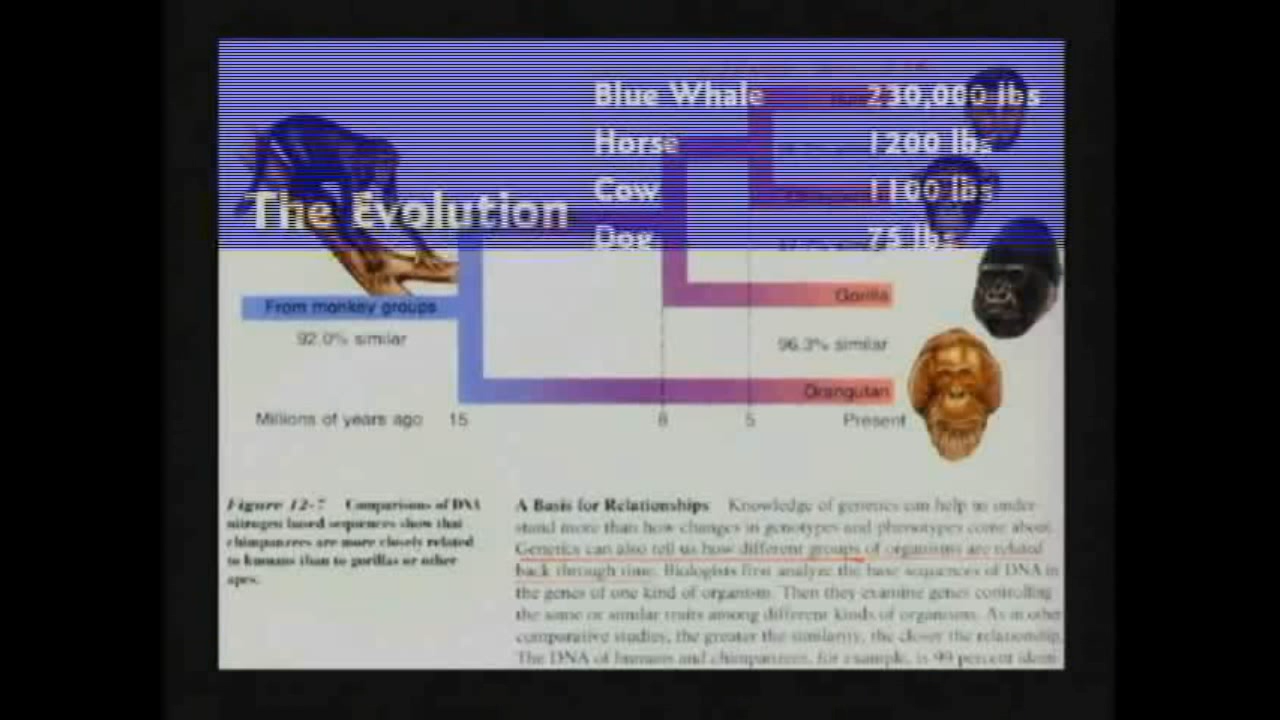 Blue Whale 230,000 lbs
Horse 1200 lbs
Cow 1100 lbs
The Evolution
Dog 75 lbs
Gorilla
From monkey groups
92.0% similar
96.3% similar
Orangutan
Millions of years ago 15 8 5 Present
Figure 12-7 Comparisons of DNA
nitrogen based sequences show that
chimpanzees are more closely related
to humans than to gorillas or other
apes.
A Basis for Relationships Knowledge of genetics can help us under-
stand more than how changes in genotypes and phenotypes come about.
Genetics can also tell us how different groups of organisms are related
back through time. Biologists first analyze the base sequences of DNA in
the genes of one kind of organism. Then they examine genes controlling
the same or similar traits among different kinds of organisms. As in other
comparative studies, the greater the similarity, the closer the relationship.
The DNA of humans and chimpanzees, for example, is 99 percent identi-